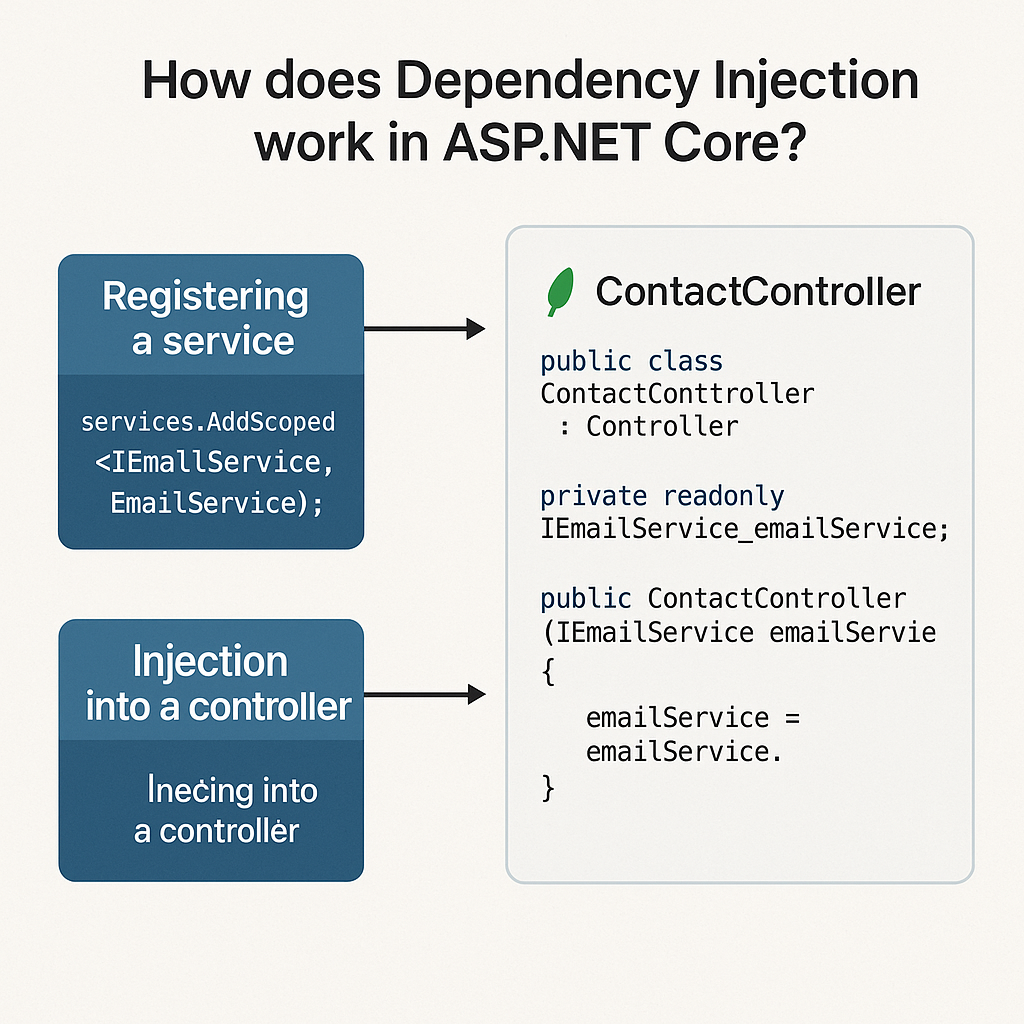 How does Dependency Injection
work in ASP.NET Core?
Registering
a service
services.AddScoped
<IEmallService,
EmailService);
Injection
into a controller
Ineċing into
a controllėr
ContactController
public class
ContactConttroller
: Controller
private readonly
IEmailService_emailService;
public ContactController
(IEmailService emailServie
{
emailService =
emailService.
}